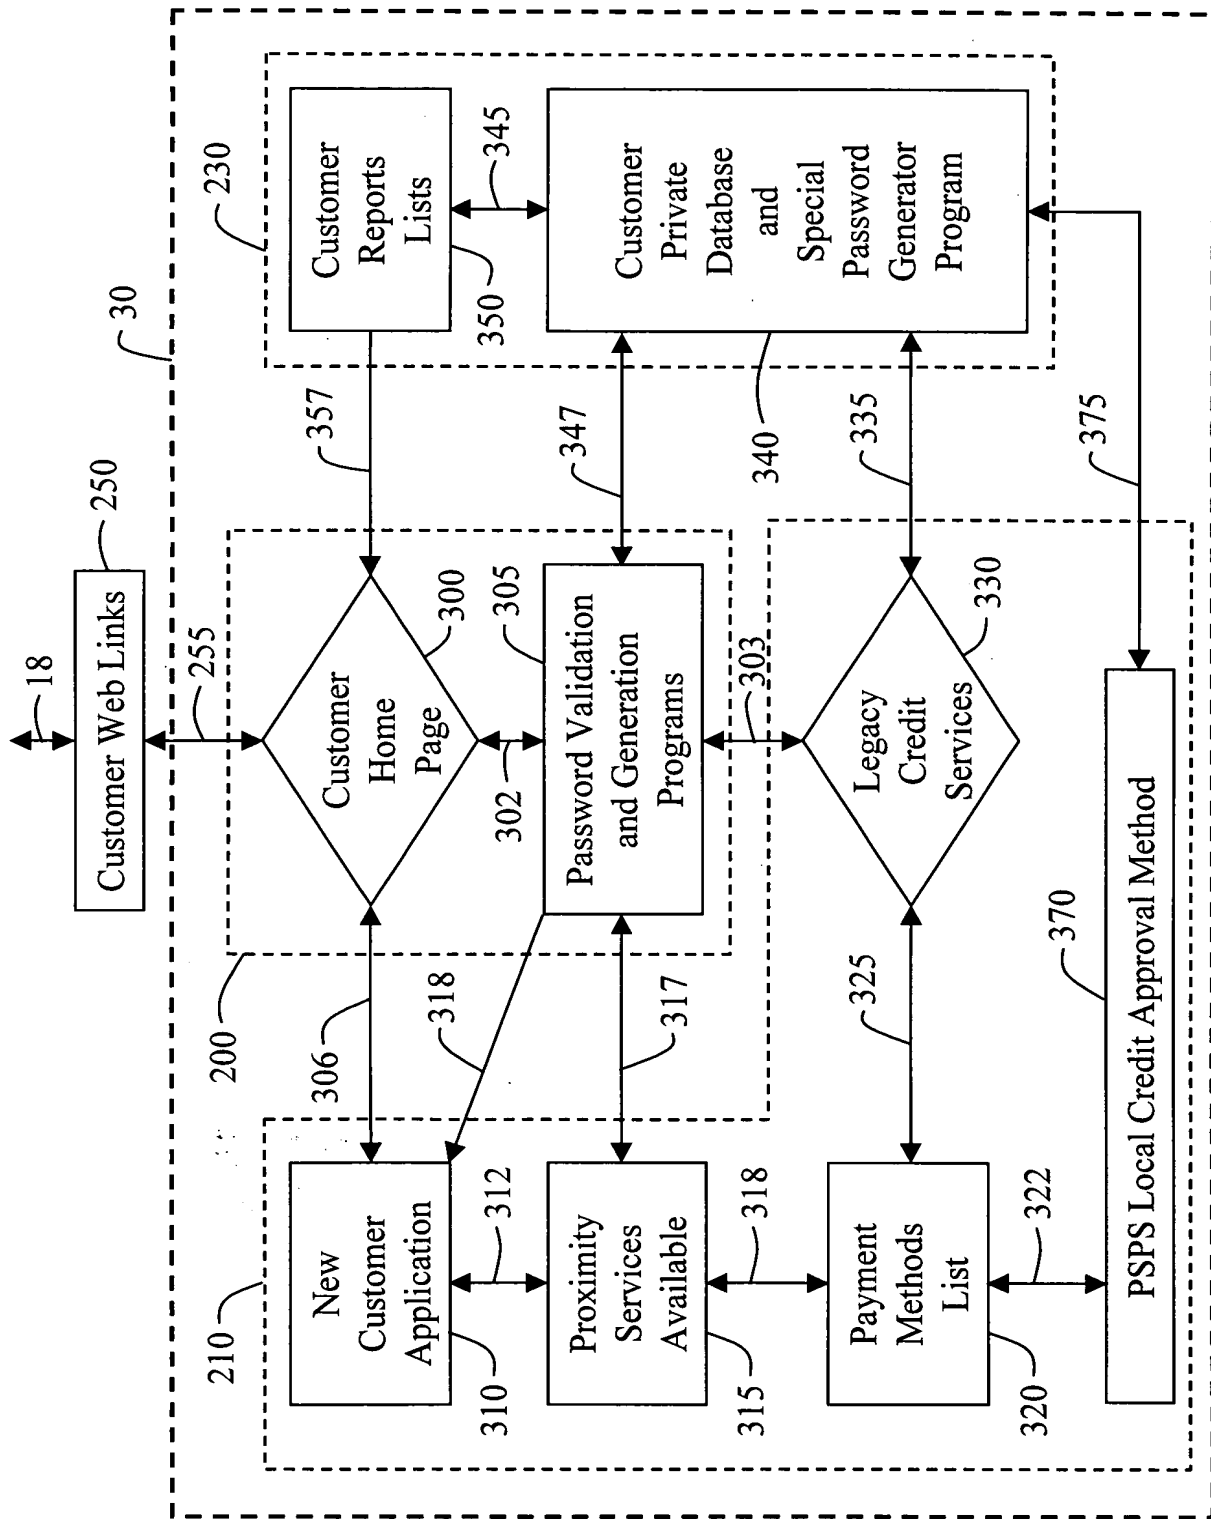 18
Customer Web Links
250
255
30
200
Customer
Home
Page
300
306
357
230
Customer
Reports
Lists
350
345
210
New
Customer
Application
310
312
318
302
Password Validation
and Generation
Programs
305
347
317
Proximity
Services
Available
315
318
303
Customer
Private
Database
and
Special
Password
Generator
Program
340
335
Legacy
Credit
Services
330
325
Payment
Methods
List
320
322
PSPS Local Credit Approval Method
370
375